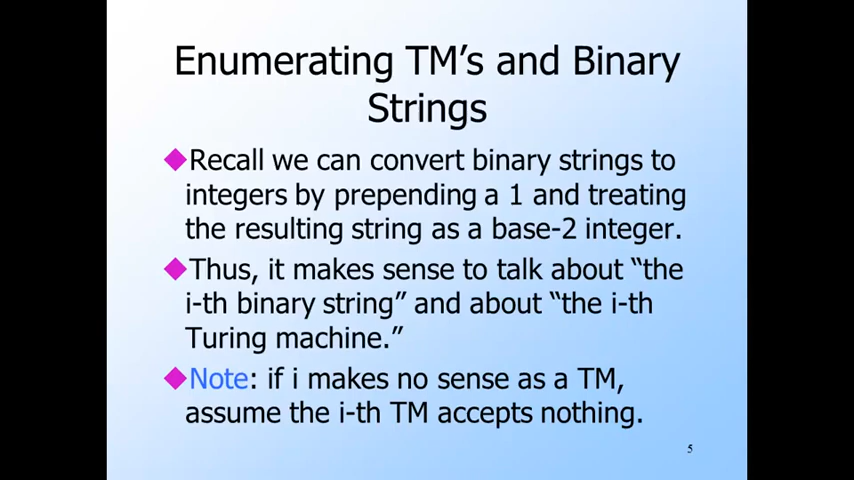 Enumerating TM’s and Binary
Strings
Recall we can convert binary strings to
integers by prepending a 1 and treating
the resulting string as a base-2 integer.
Thus, it makes sense to talk about “the
i-th binary string” and about “the i-th
Turing machine.”
Note: if i makes no sense as a TM,
assume the i-th TM accepts nothing.
5